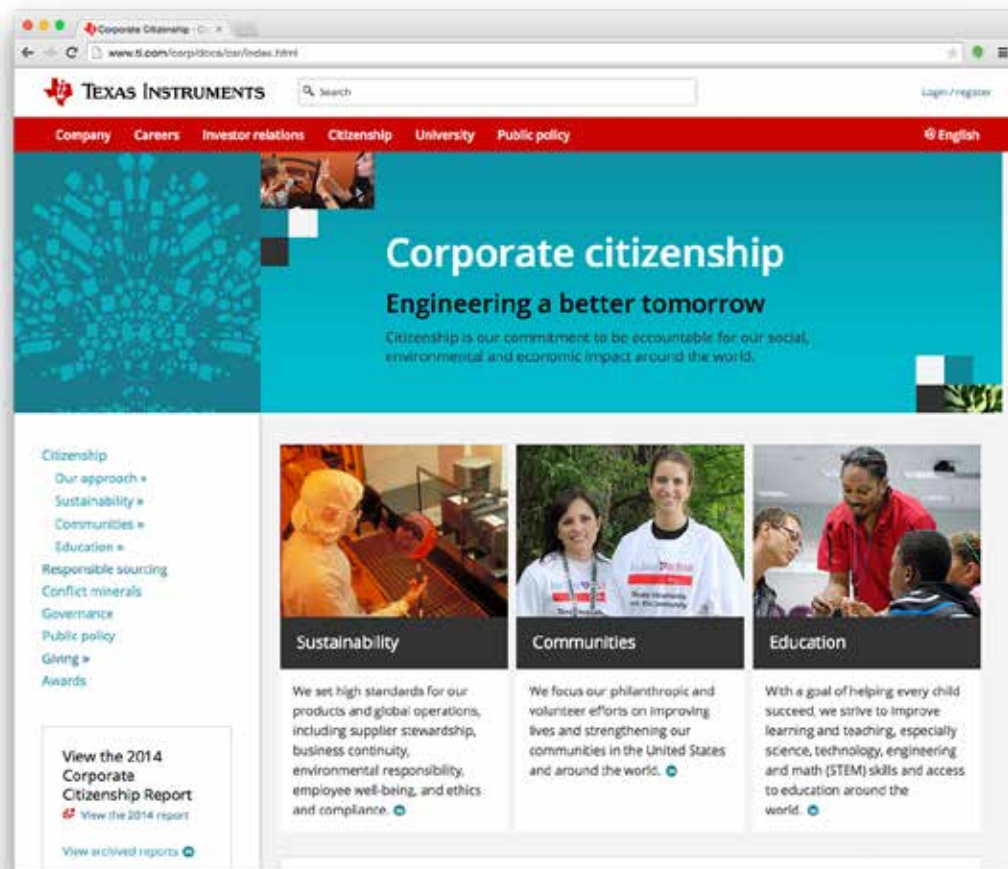 Corporate Citizenship - Co
www.ti.com/corp/docs/csr/index.html
TEXAS INSTRUMENTS
Search
Login / register
Company Careers Investor relations Citizenship University Public policy
English
Corporate citizenship
Engineering a better tomorrow
Citizenship is our commitment to be accountable for our social,
environmental and economic impact around the world.
Citizenship
Our approach »
Sustainability »
Communities »
Education »
Responsible sourcing
Conflict minerals
Governance
Public policy
Giving »
Awards
View the 2014
Corporate
Citizenship Report
View the 2014 report
View archived reports
Sustainability
We set high standards for our
products and global operations,
including supplier stewardship,
business continuity,
environmental responsibility,
employee well-being, and ethics
and compliance.
Communities
We focus our philanthropic and
volunteer efforts on improving
lives and strengthening our
communities in the United States
and around the world.
Education
With a goal of helping every child
succeed, we strive to improve
learning and teaching, especially
science, technology, engineering
and math (STEM) skills and access
to education around the
world.